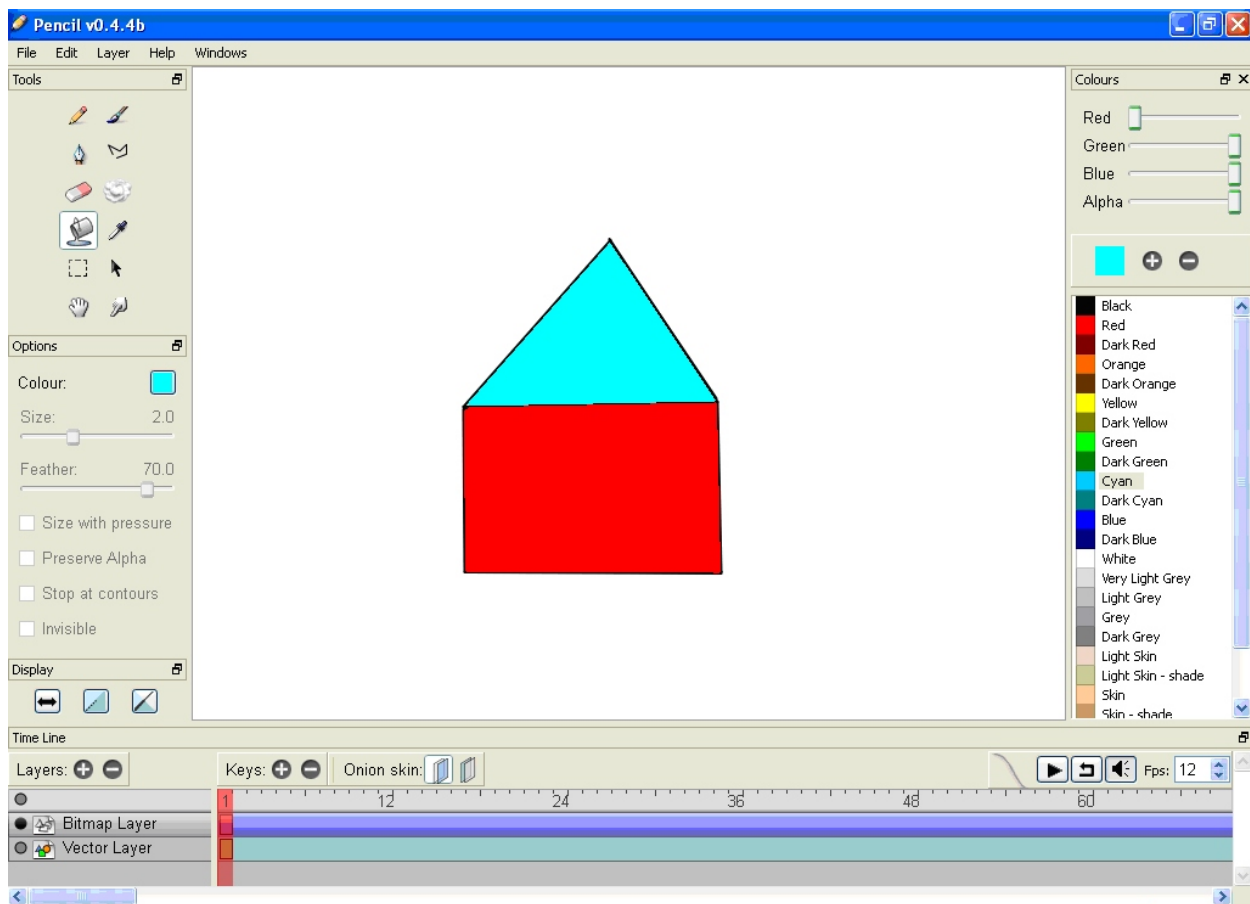 Pencil v0.4.4b
File Edit Layer Help Windows
Tools
Options
Colour:
Size: 2.0
Feather: 70.0
Size with pressure
Preserve Alpha
Stop at contours
Invisible
Display
Colours
Red
Green
Blue
Alpha
Black
Red
Dark Red
Orange
Dark Orange
Yellow
Dark Yellow
Green
Dark Green
Cyan
Dark Cyan
Blue
Dark Blue
White
Very Light Grey
Light Grey
Grey
Dark Grey
Light Skin
Light Skin - shade
Skin
Skin - shade
Time Line
Layers: Keys: Onion skin: Fps: 12
1 12 24 36 48 60
Bitmap Layer
Vector Layer